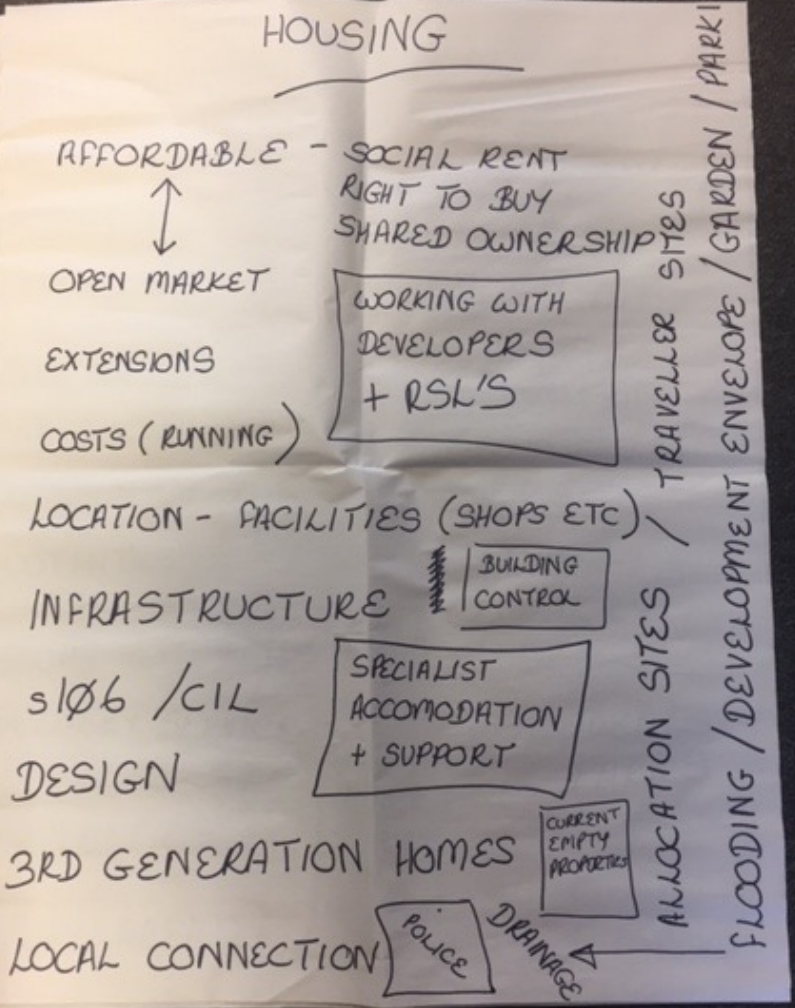 HOUSING
AFFORDABLE - SOCIAL RENT
RIGHT TO BUY
SHARED OWNERSHIP
↕
OPEN MARKET
EXTENSIONS
COSTS (RUNNING)
WORKING WITH
DEVELOPERS
+ RSL'S
LOCATION - FACILITIES (SHOPS ETC)
INFRASTRUCTURE
BUILDING
CONTROL
s106 /CIL
SPECIALIST
ACCOMODATION
+ SUPPORT
DESIGN
3RD GENERATION HOMES
CURRENT
EMPTY
PROPERTIES
LOCAL CONNECTION
POLICE
DRAINAGE
ALLOCATION SITES / TRAVELLER SITES
FLOODING / DEVELOPMENT ENVELOPE / GARDEN / PARKI